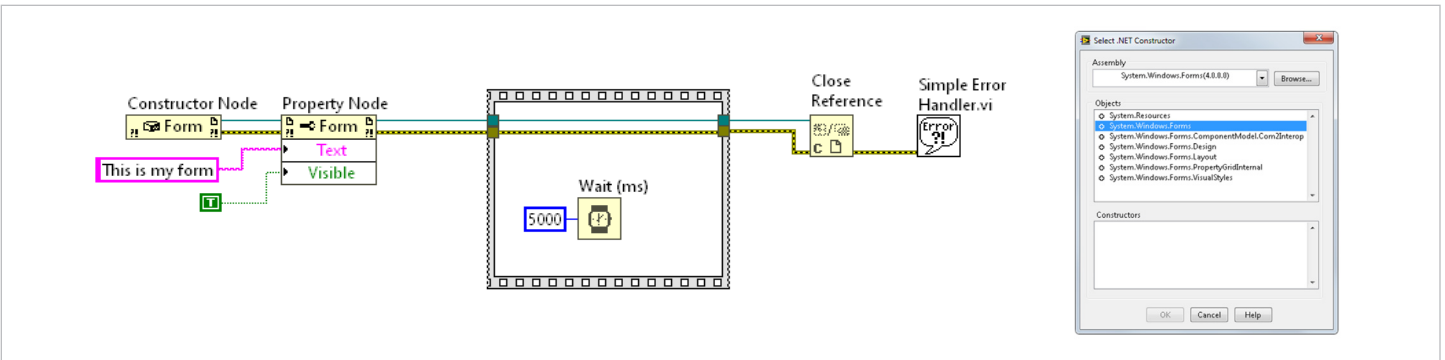 Constructor Node
Form
Property Node
Form
Text
Visible
This is my form
T
Wait (ms)
5000
Close
Reference
C
Simple Error
Handler.vi
Error
?!
Select .NET Constructor
Assembly
System.Windows.Forms(4.0.0.0)
Browse...
Objects
System.Resources
System.Windows.Forms
System.Windows.Forms.ComponentModel.Com2Interop
System.Windows.Forms.Design
System.Windows.Forms.Layout
System.Windows.Forms.PropertyGridInternal
System.Windows.Forms.VisualStyles
Constructors
OK
Cancel
Help